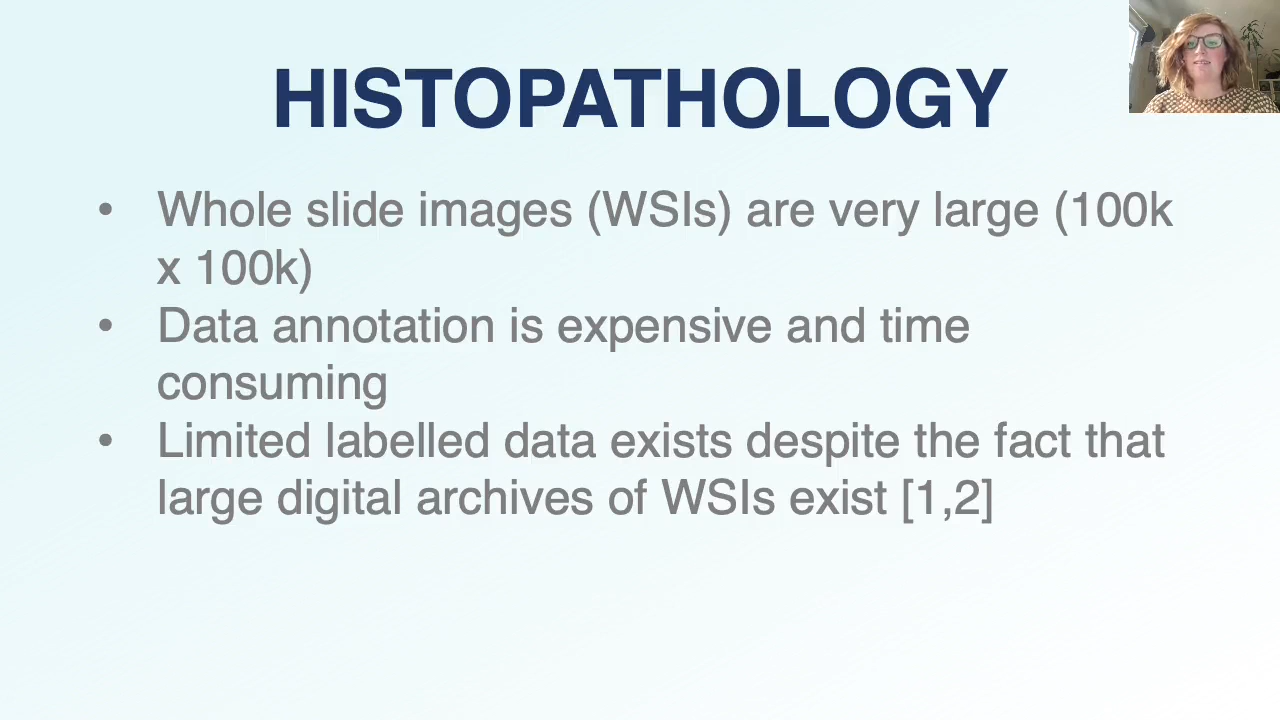 HISTOPATHOLOGY
• Whole slide images (WSIs) are very large (100k
x 100k)
• Data annotation is expensive and time
consuming
• Limited labelled data exists despite the fact that
large digital archives of WSIs exist [1,2]